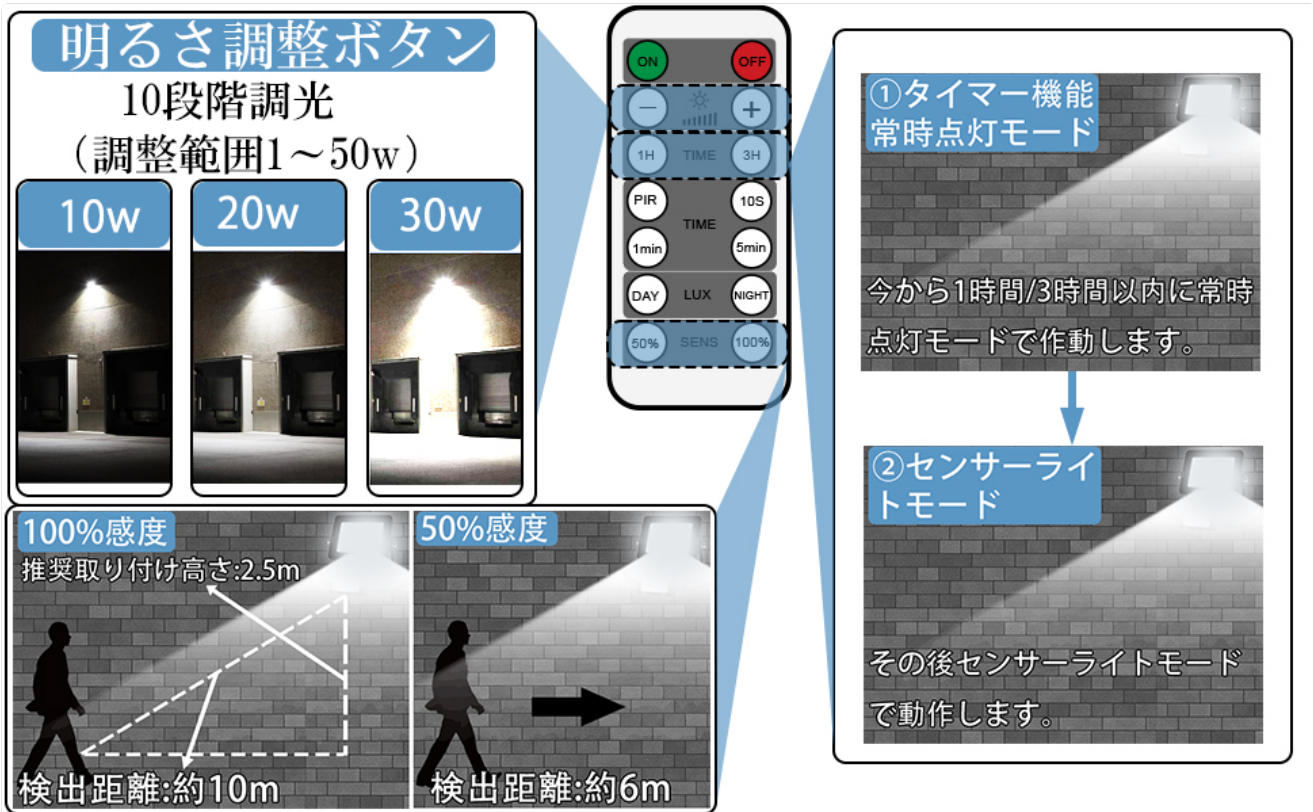 明るさ調整ボタン
10段階調光
（調整範囲1～50w）
10w
20w
30w
ON
OFF
－
+
1H TIME 3H
PIR
10S
TIME
1min
5min
DAY LUX NIGHT
50% SENS 100%
①タイマー機能
常時点灯モード
今から1時間/3時間以内に常時
点灯モードで作動します。
②センサーライ
トモード
その後センサーライトモード
で動作します。
100%感度
推奨取り付け高さ:2.5m
検出距離:約10m
50%感度
検出距離:約6m